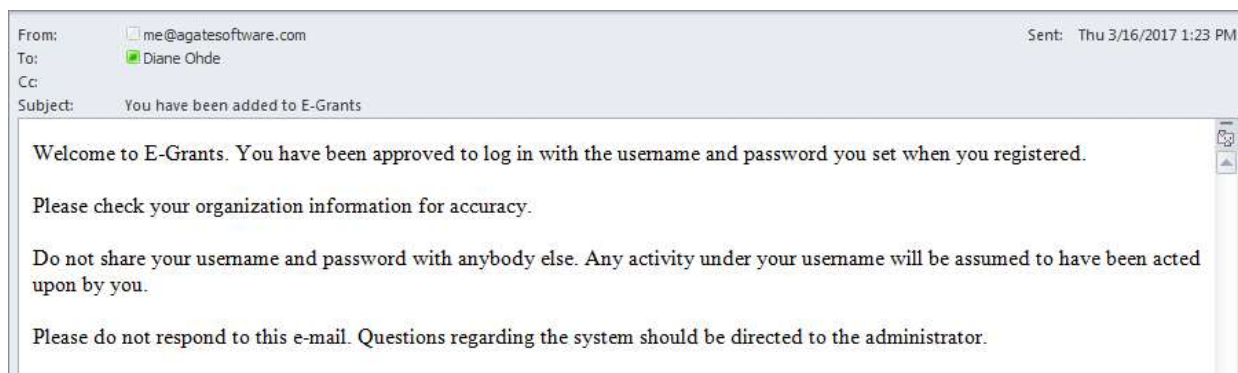 From: me@agatesoftware.com Sent: Thu 3/16/2017 1:23 PM
To: Diane Ohde
Cc:
Subject: You have been added to E-Grants
Welcome to E-Grants. You have been approved to log in with the username and password you set when you registered.
Please check your organization information for accuracy.
Do not share your username and password with anybody else. Any activity under your username will be assumed to have been acted
upon by you.
Please do not respond to this e-mail. Questions regarding the system should be directed to the administrator.